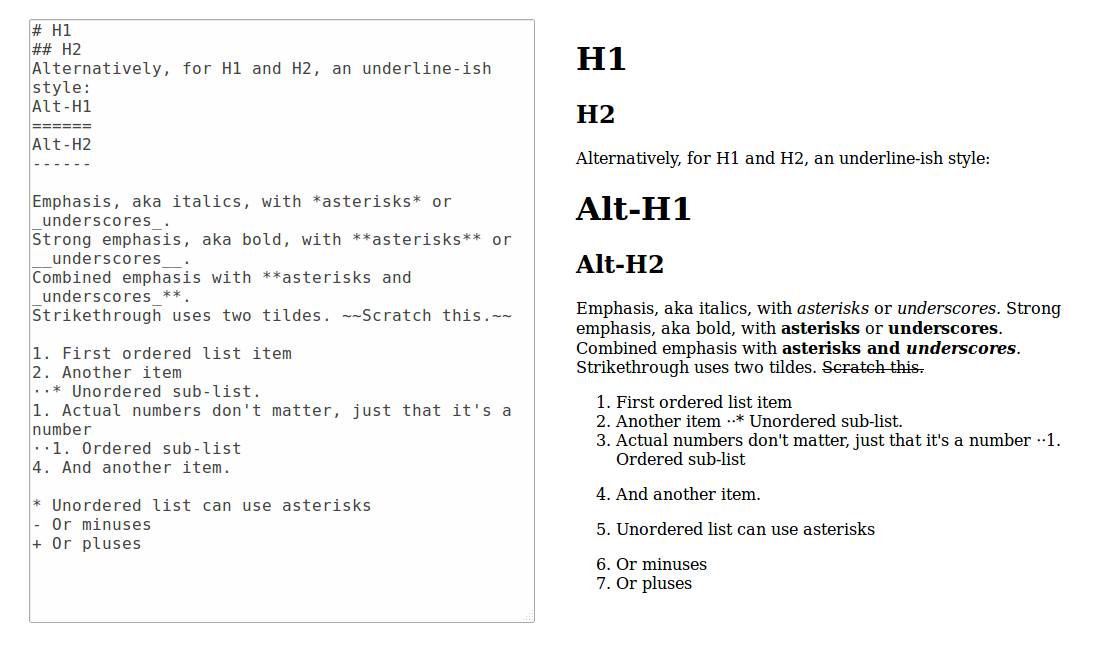 # H1
## H2
Alternatively, for H1 and H2, an underline-ish
style:
Alt-H1
======
Alt-H2
------
Emphasis, aka italics, with *asterisks* or
_underscores_.
Strong emphasis, aka bold, with **asterisks** or
__underscores__.
Combined emphasis with **asterisks and
_underscores_**.
Strikethrough uses two tildes. ~~Scratch this.~~
1. First ordered list item
2. Another item
··* Unordered sub-list.
1. Actual numbers don't matter, just that it's a
number
··1. Ordered sub-list
4. And another item.
* Unordered list can use asterisks
- Or minuses
+ Or pluses
H1
H2
Alternatively, for H1 and H2, an underline-ish style:
Alt-H1
Alt-H2
Emphasis, aka italics, with asterisks or underscores. Strong
emphasis, aka bold, with asterisks or underscores.
Combined emphasis with asterisks and underscores.
Strikethrough uses two tildes. Scratch this.
1. First ordered list item
2. Another item ··* Unordered sub-list.
3. Actual numbers don't matter, just that it's a number ··1.
Ordered sub-list
4. And another item.
5. Unordered list can use asterisks
6. Or minuses
7. Or pluses